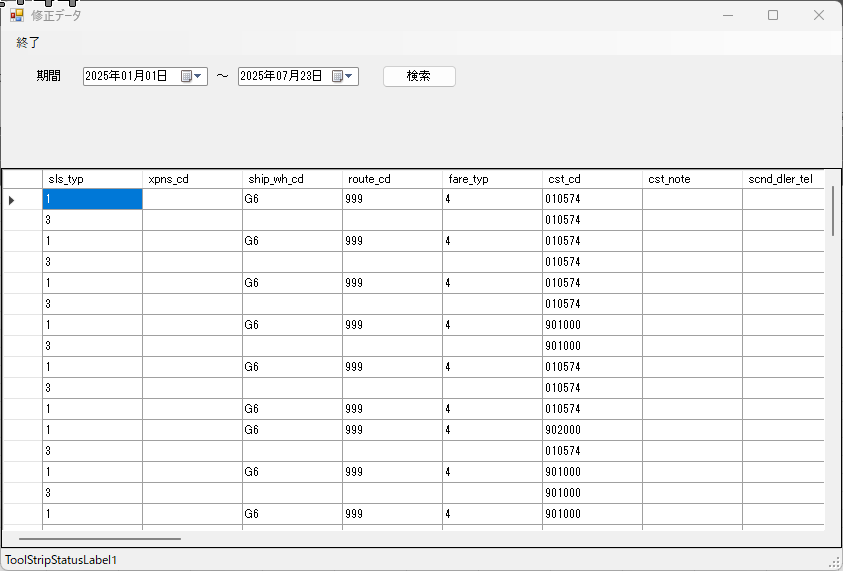 修正データ
終了
期間 2025年01月01日 ～ 2025年07月23日 検索
sls_typ xpns_cd ship_wh_cd route_cd fare_typ cst_cd cst_note scnd_dler_tel
1 G6 999 4 010574
3 010574
1 G6 999 4 010574
3 010574
1 G6 999 4 010574
3 010574
1 G6 999 4 901000
3 901000
1 G6 999 4 010574
3 010574
1 G6 999 4 010574
1 G6 999 4 902000
3 010574
1 G6 999 4 901000
3 901000
1 G6 999 4 901000
ToolStripStatusLabel1